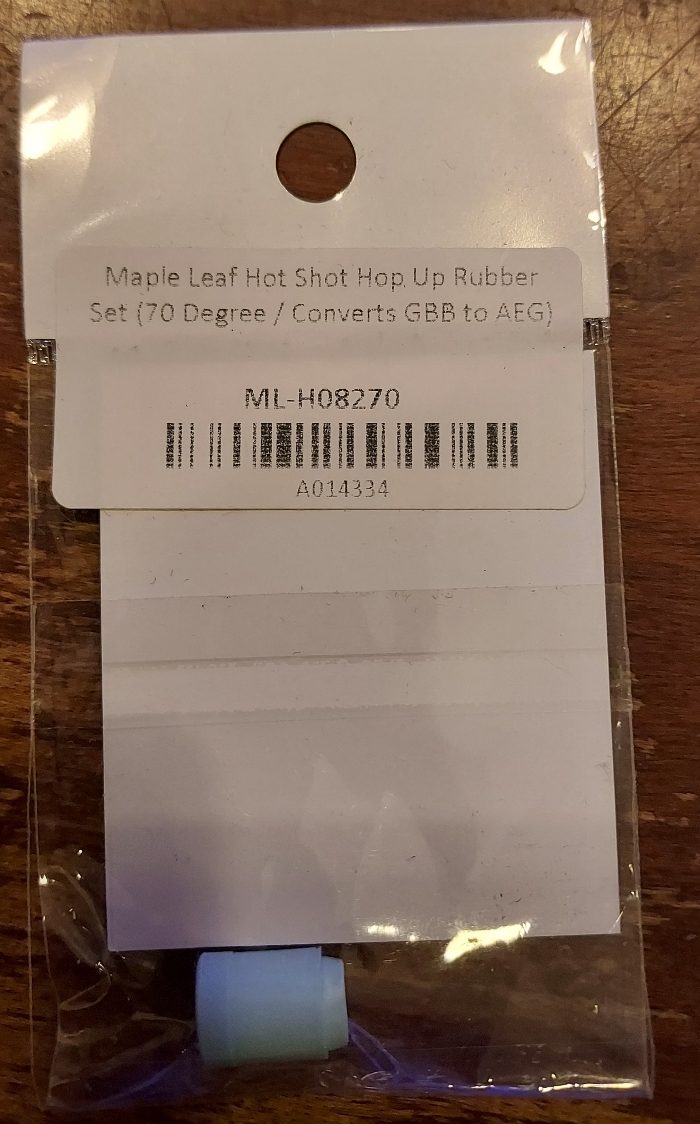 Maple Leaf Hot Shot Hop Up Rubber
Set (70 Degree / Converts GBB to AEG)
ML-H08270
A014334